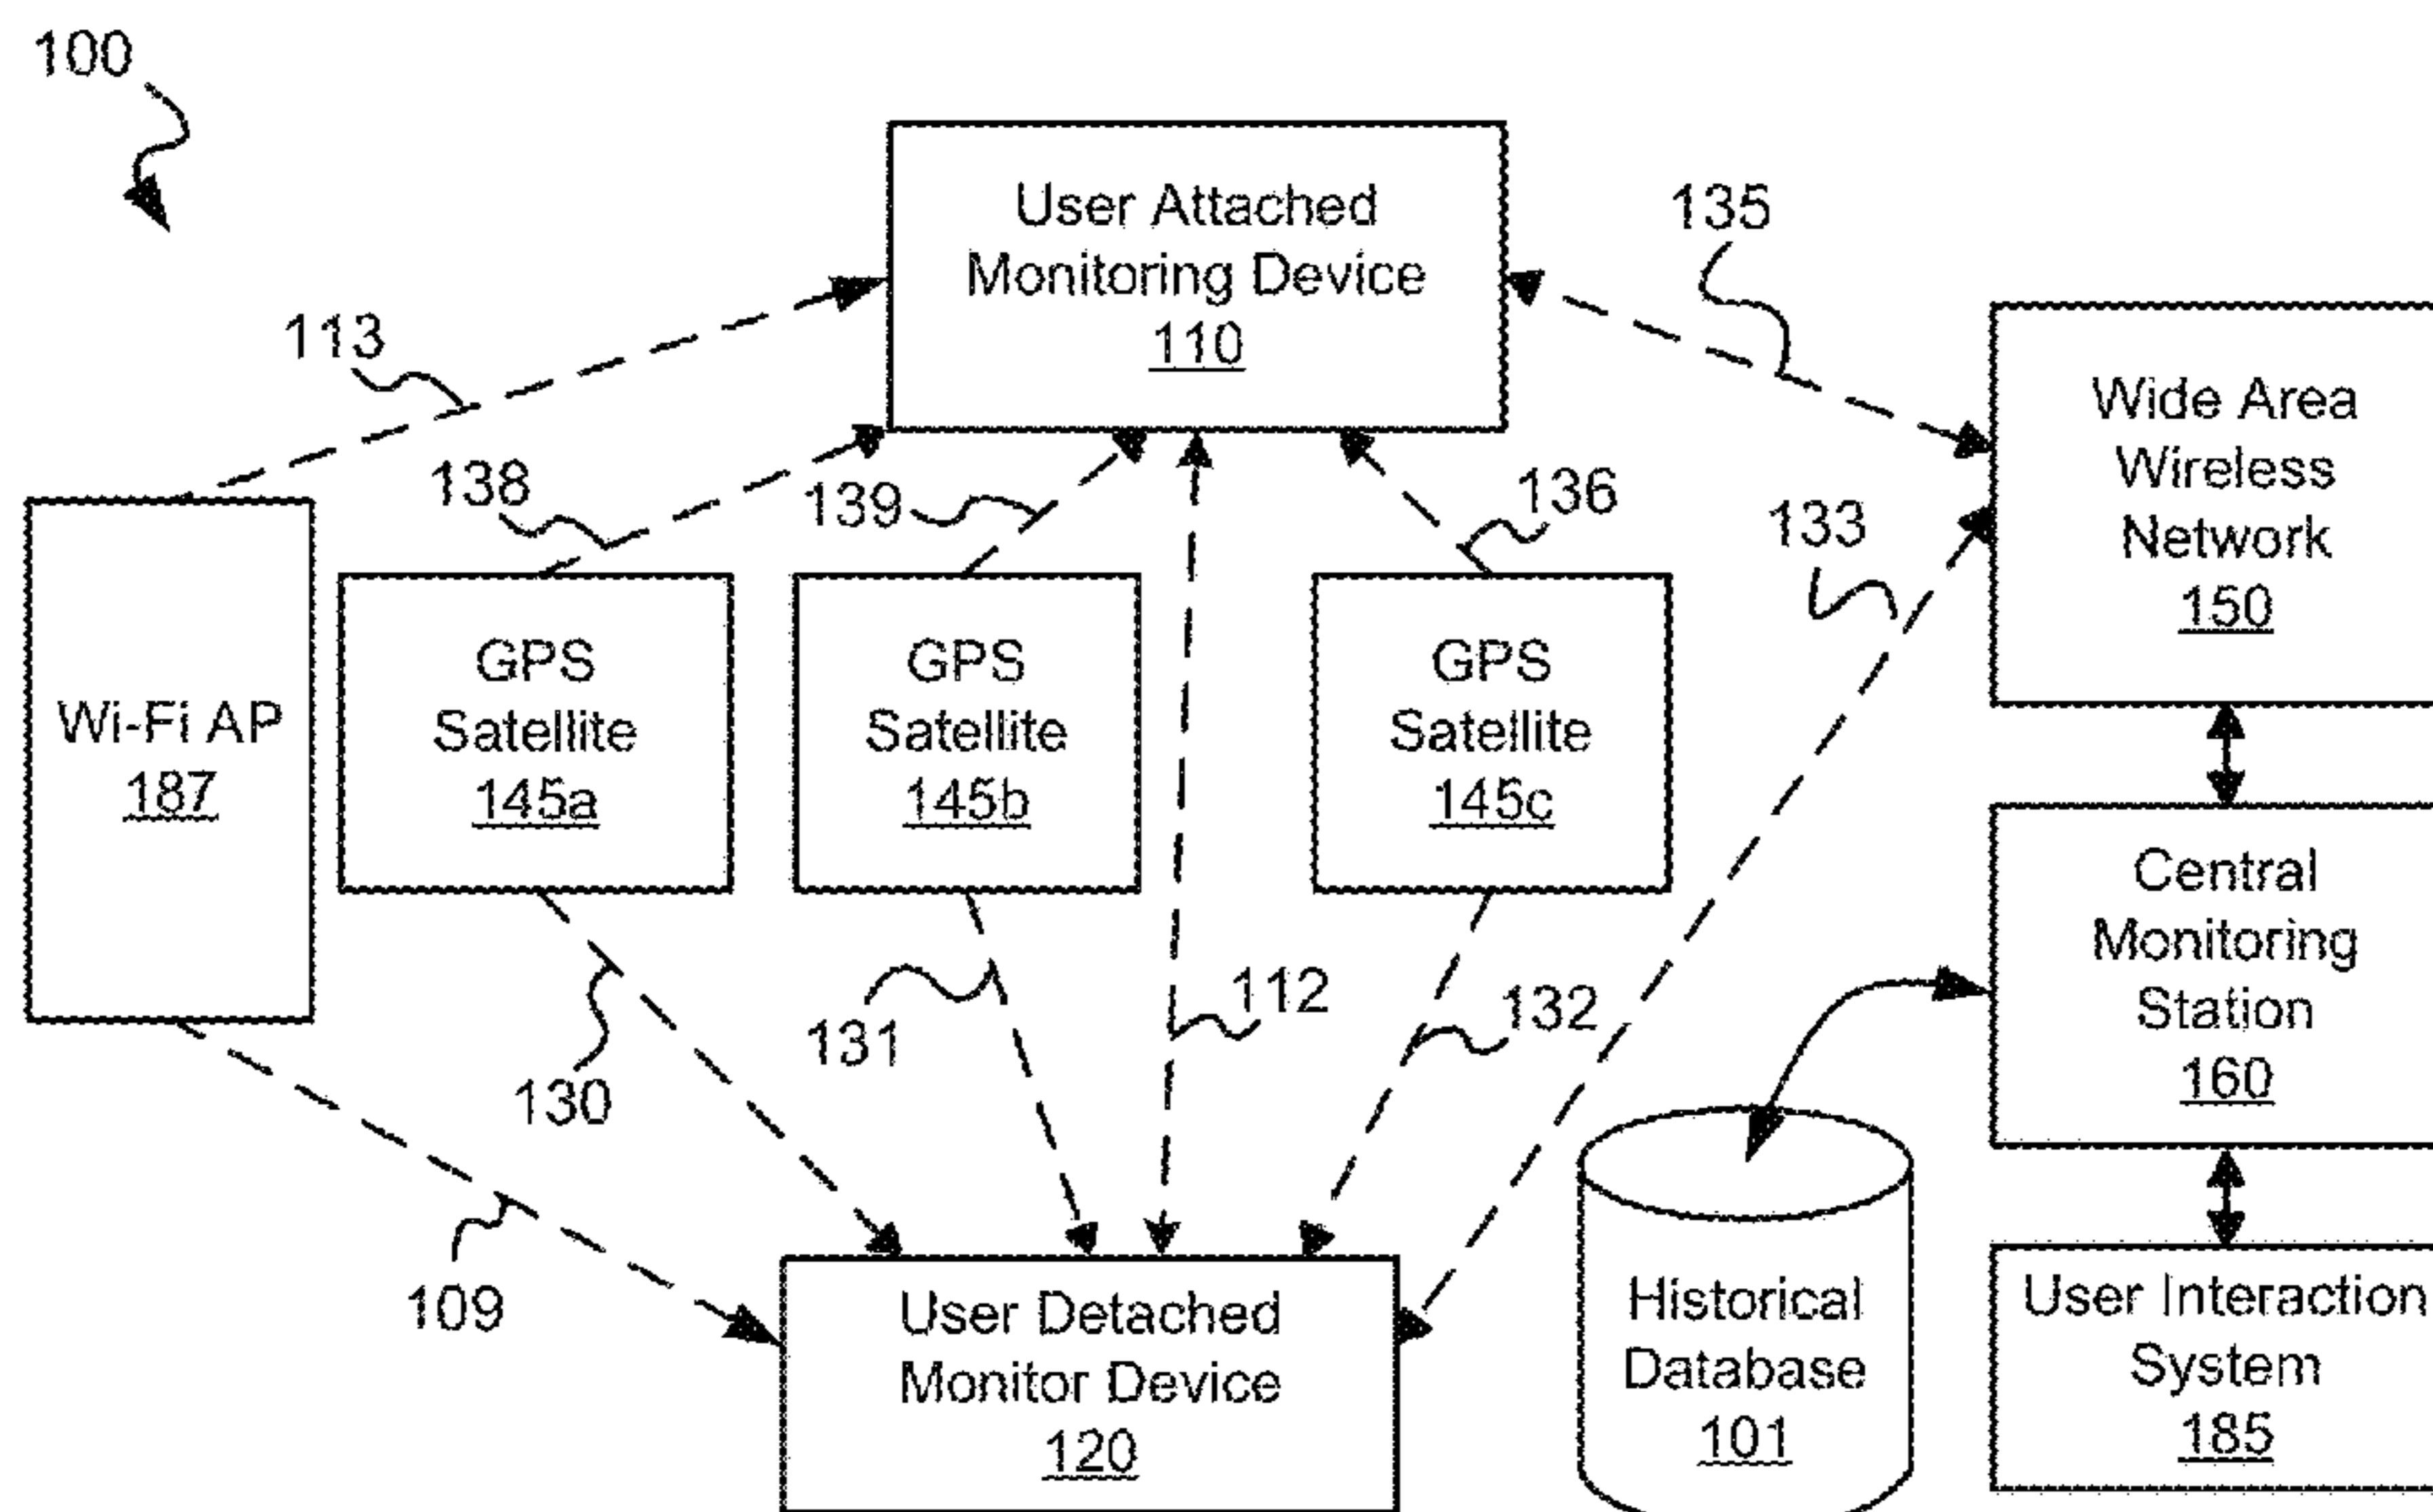 100
User Attached
Monitoring Device
110
135
113
138
139
136
133
Wide Area
Wireless
Network
150
Wi-Fi AP
187
GPS
Satellite
145a
GPS
Satellite
145b
GPS
Satellite
145c
Central
Monitoring
Station
160
130
131
112
132
109
User Detached
Monitor Device
120
Historical
Database
101
User Interaction
System
185